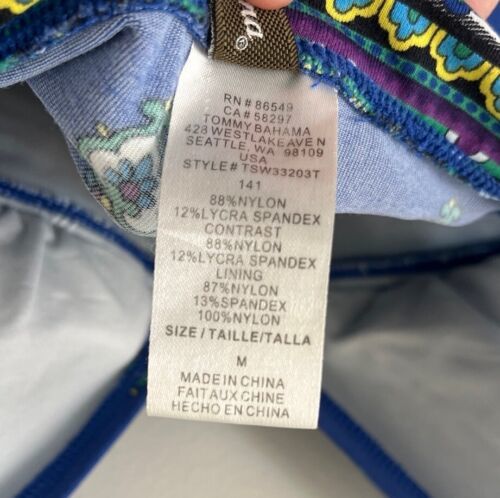 RN# 86549
CA# 58297
TOMMY BAHAMA
428 WESTLAKE AVE N
SEATTLE, WA 98109
USA
STYLE# TSW33203T
141
88%NYLON
12%LYCRA SPANDEX
CONTRAST
88%NYLON
12%LYCRA SPANDEX
LINING
87%NYLON
13%SPANDEX
100%NYLON
SIZE / TAILLE/TALLA
M
MADE IN CHINA
FAIT AUX CHINE
HECHO EN CHINA